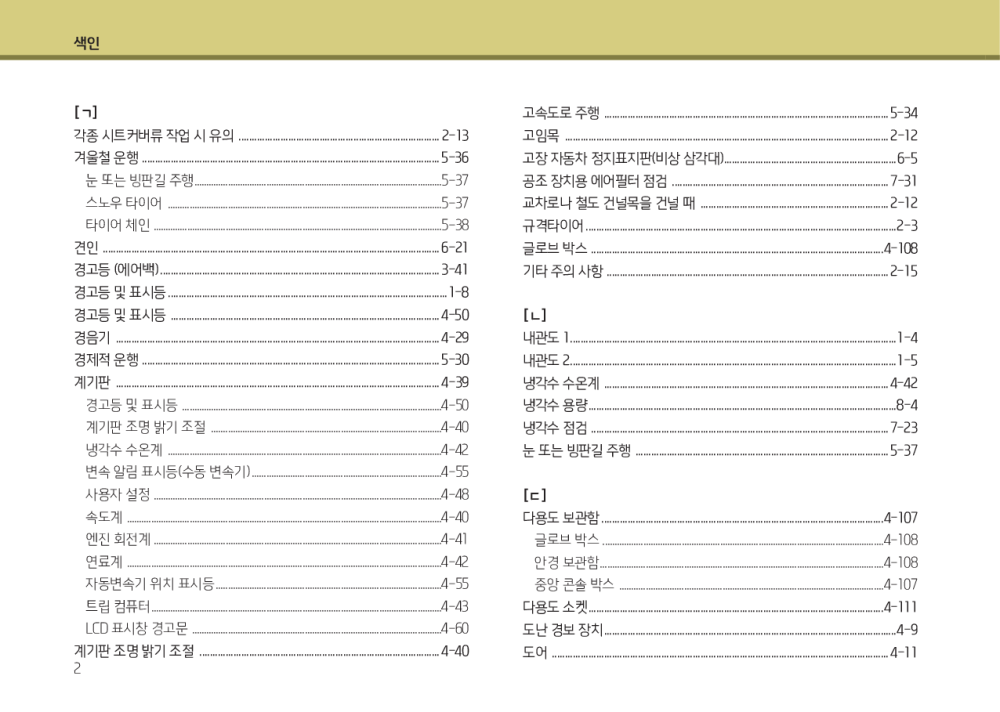 색인
[ㄱ]
각종 시트커버류 작업 시 유의 2-13
겨울철 운행 5-36
눈 또는 빙판길 주행 5-37
스노우 타이어 5-37
타이어 체인 5-38
견인 6-21
경고등 (에어백) 3-41
경고등 및 표시등 1-8
경고등 및 표시등 4-50
경음기 4-29
경제적 운행 5-30
계기판 4-39
경고등 및 표시등 4-50
계기판 조명 밝기 조절 4-40
냉각수 수온계 4-42
변속 알림 표시등(수동 변속기) 4-55
사용자 설정 4-48
속도계 4-40
엔진 회전계 4-41
연료계 4-42
자동변속기 위치 표시등 4-55
트립 컴퓨터 4-43
LCD 표시창 경고문 4-60
계기판 조명 밝기 조절 4-40
2
고속도로 주행 5-34
고임목 2-12
고장 자동차 정지표지판(비상 삼각대) 6-5
공조 장치용 에어필터 점검 7-31
교차로나 철도 건널목을 건널 때 2-12
규격타이어 2-3
글로브 박스 4-108
기타 주의 사항 2-15
[ㄴ]
내관도 1 1-4
내관도 2 1-5
냉각수 수온계 4-42
냉각수 용량 8-4
냉각수 점검 7-23
눈 또는 빙판길 주행 5-37
[ㄷ]
다용도 보관함 4-107
글로브 박스 4-108
안경 보관함 4-108
중앙 콘솔 박스 4-107
다용도 소켓 4-111
도난 경보 장치 4-9
도어 4-11